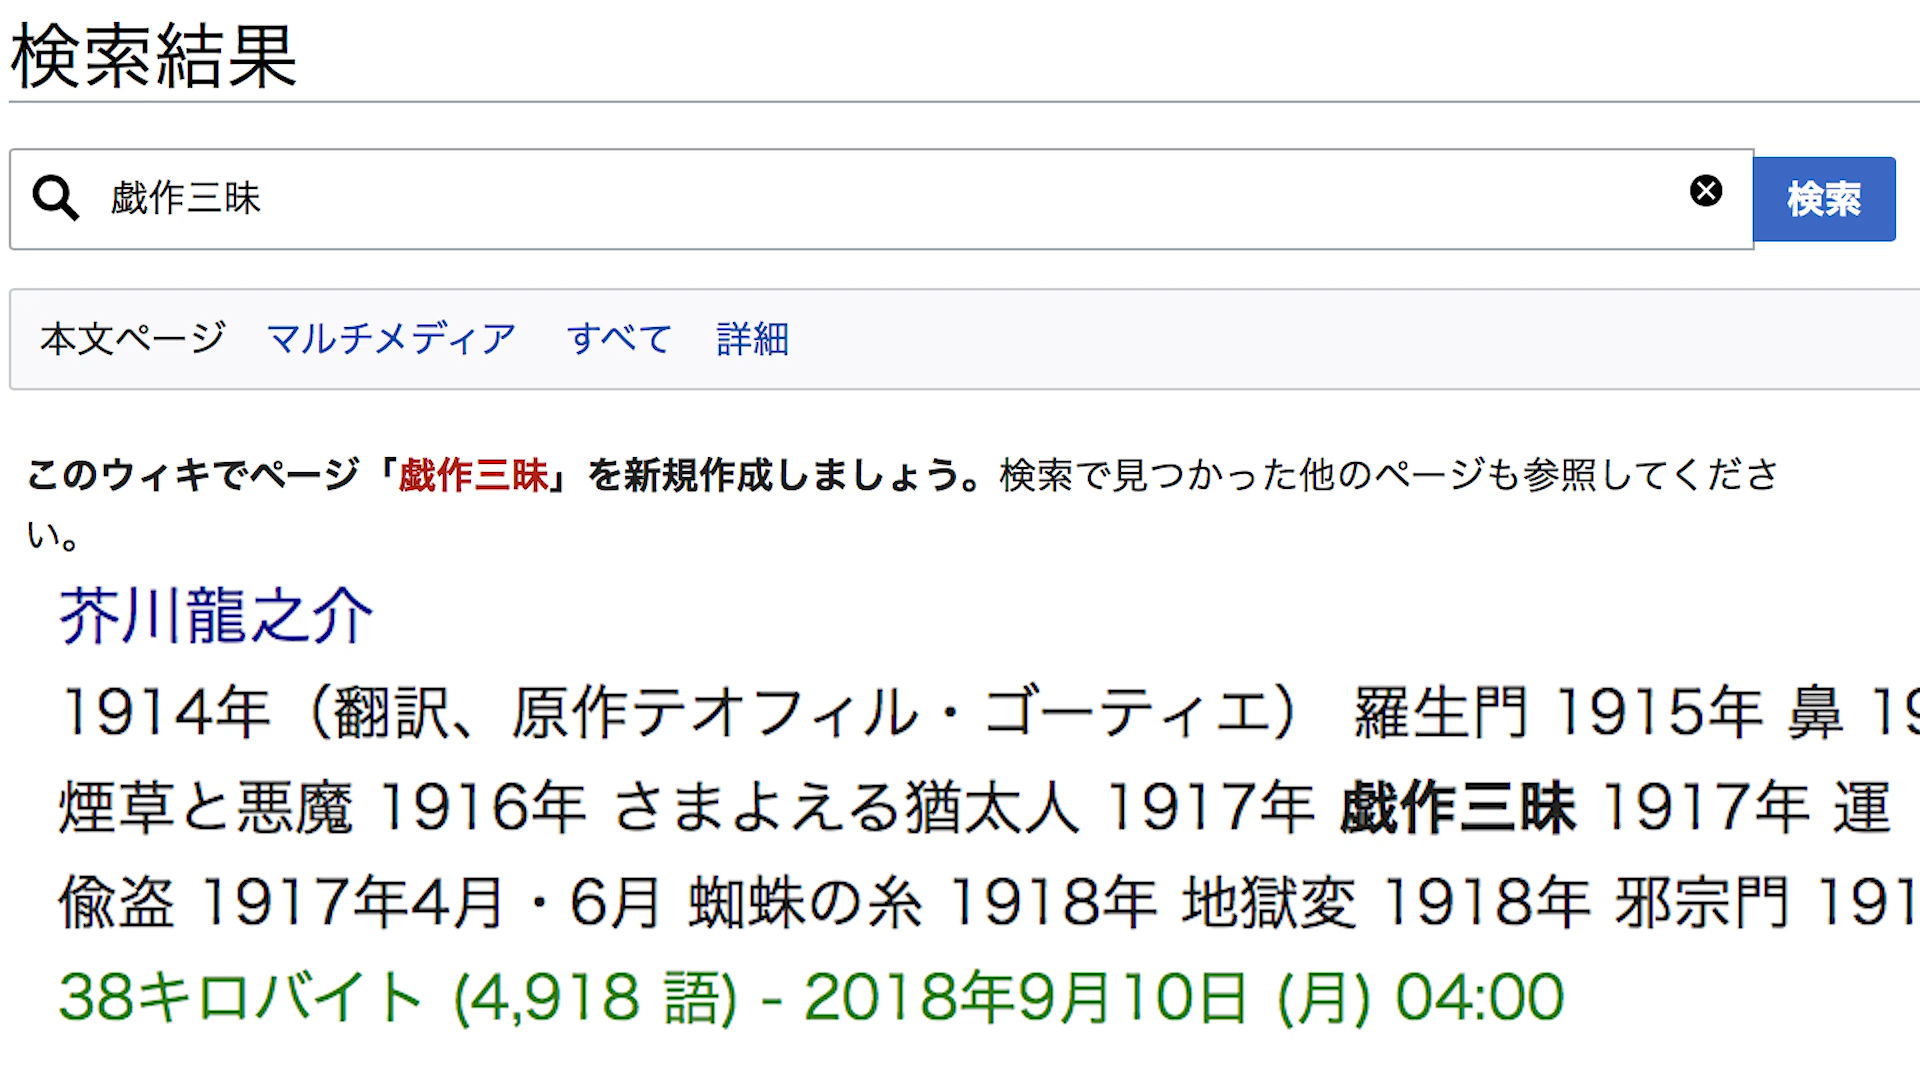 検索結果
戯作三昧
検索
本文ページ マルチメディア すべて 詳細
このウィキでページ「戯作三昧」を新規作成しましょう。検索で見つかった他のページも参照してくださ
い。
芥川龍之介
1914年（翻訳、原作テオフィル・ゴーティエ） 羅生門 1915年 鼻 19
煙草と悪魔 1916年 さまよえる猶太人 1917年 戯作三昧 1917年 運
偸盗 1917年4月・6月 蜘蛛の糸 1918年 地獄変 1918年 邪宗門 191
38キロバイト (4,918 語) - 2018年9月10日 (月) 04:00